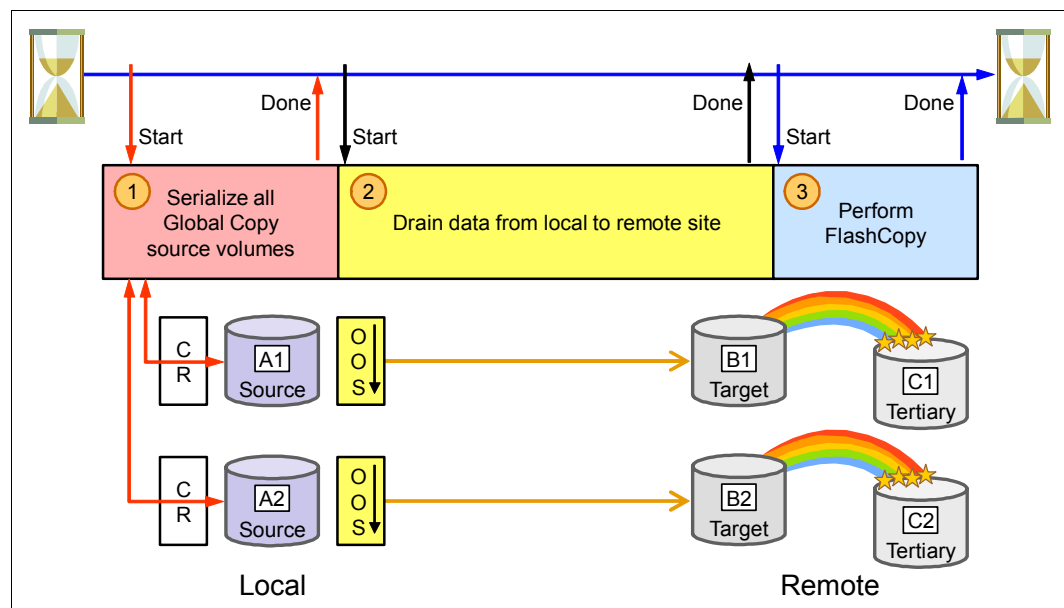 Done
Done
Done
Start
Start
Start
1
2
3
Serialize all
Global Copy
source volumes
Drain data from local to remote site
Perform
FlashCopy
C
R
A1
Source
O
O
S
B1
Target
C1
Tertiary
C
R
A2
Source
O
O
S
B2
Target
C2
Tertiary
Local
Remote